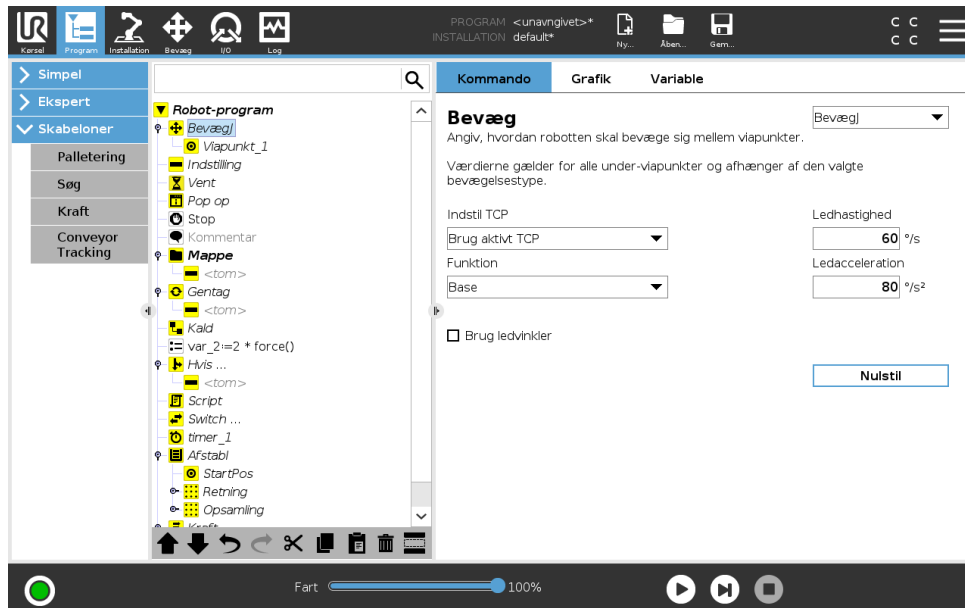 Kørsel
Program
Installation
Bevæg
I/O
Log
PROGRAM <unavngivet>*
INSTALLATION default*
Ny...
Åben...
Gem...
C C
C C
Simpel
Ekspert
Skabeloner
Palletering
Søg
Kraft
Conveyor
Tracking
Robot-program
BevægJ
Viapunkt_1
Indstilling
Vent
Pop op
Stop
Kommentar
Mappe
<tom>
Gentag
<tom>
Kald
var_2:=2 * force()
Hvis ...
<tom>
Script
Switch ...
timer_1
Afstabl
StartPos
Retning
Opsamling
Kraft
Kommando
Grafik
Variable
Bevæg
BevægJ
Angiv, hvordan robotten skal bevæge sig mellem viapunkter.
Værdierne gælder for alle under-viapunkter og afhænger af den valgte
bevægelsestype.
Indstil TCP
Ledhastighed
Brug aktivt TCP
60 °/s
Funktion
Ledacceleration
Base
80 °/s²
Brug ledvinkler
Nulstil
Fart
100%